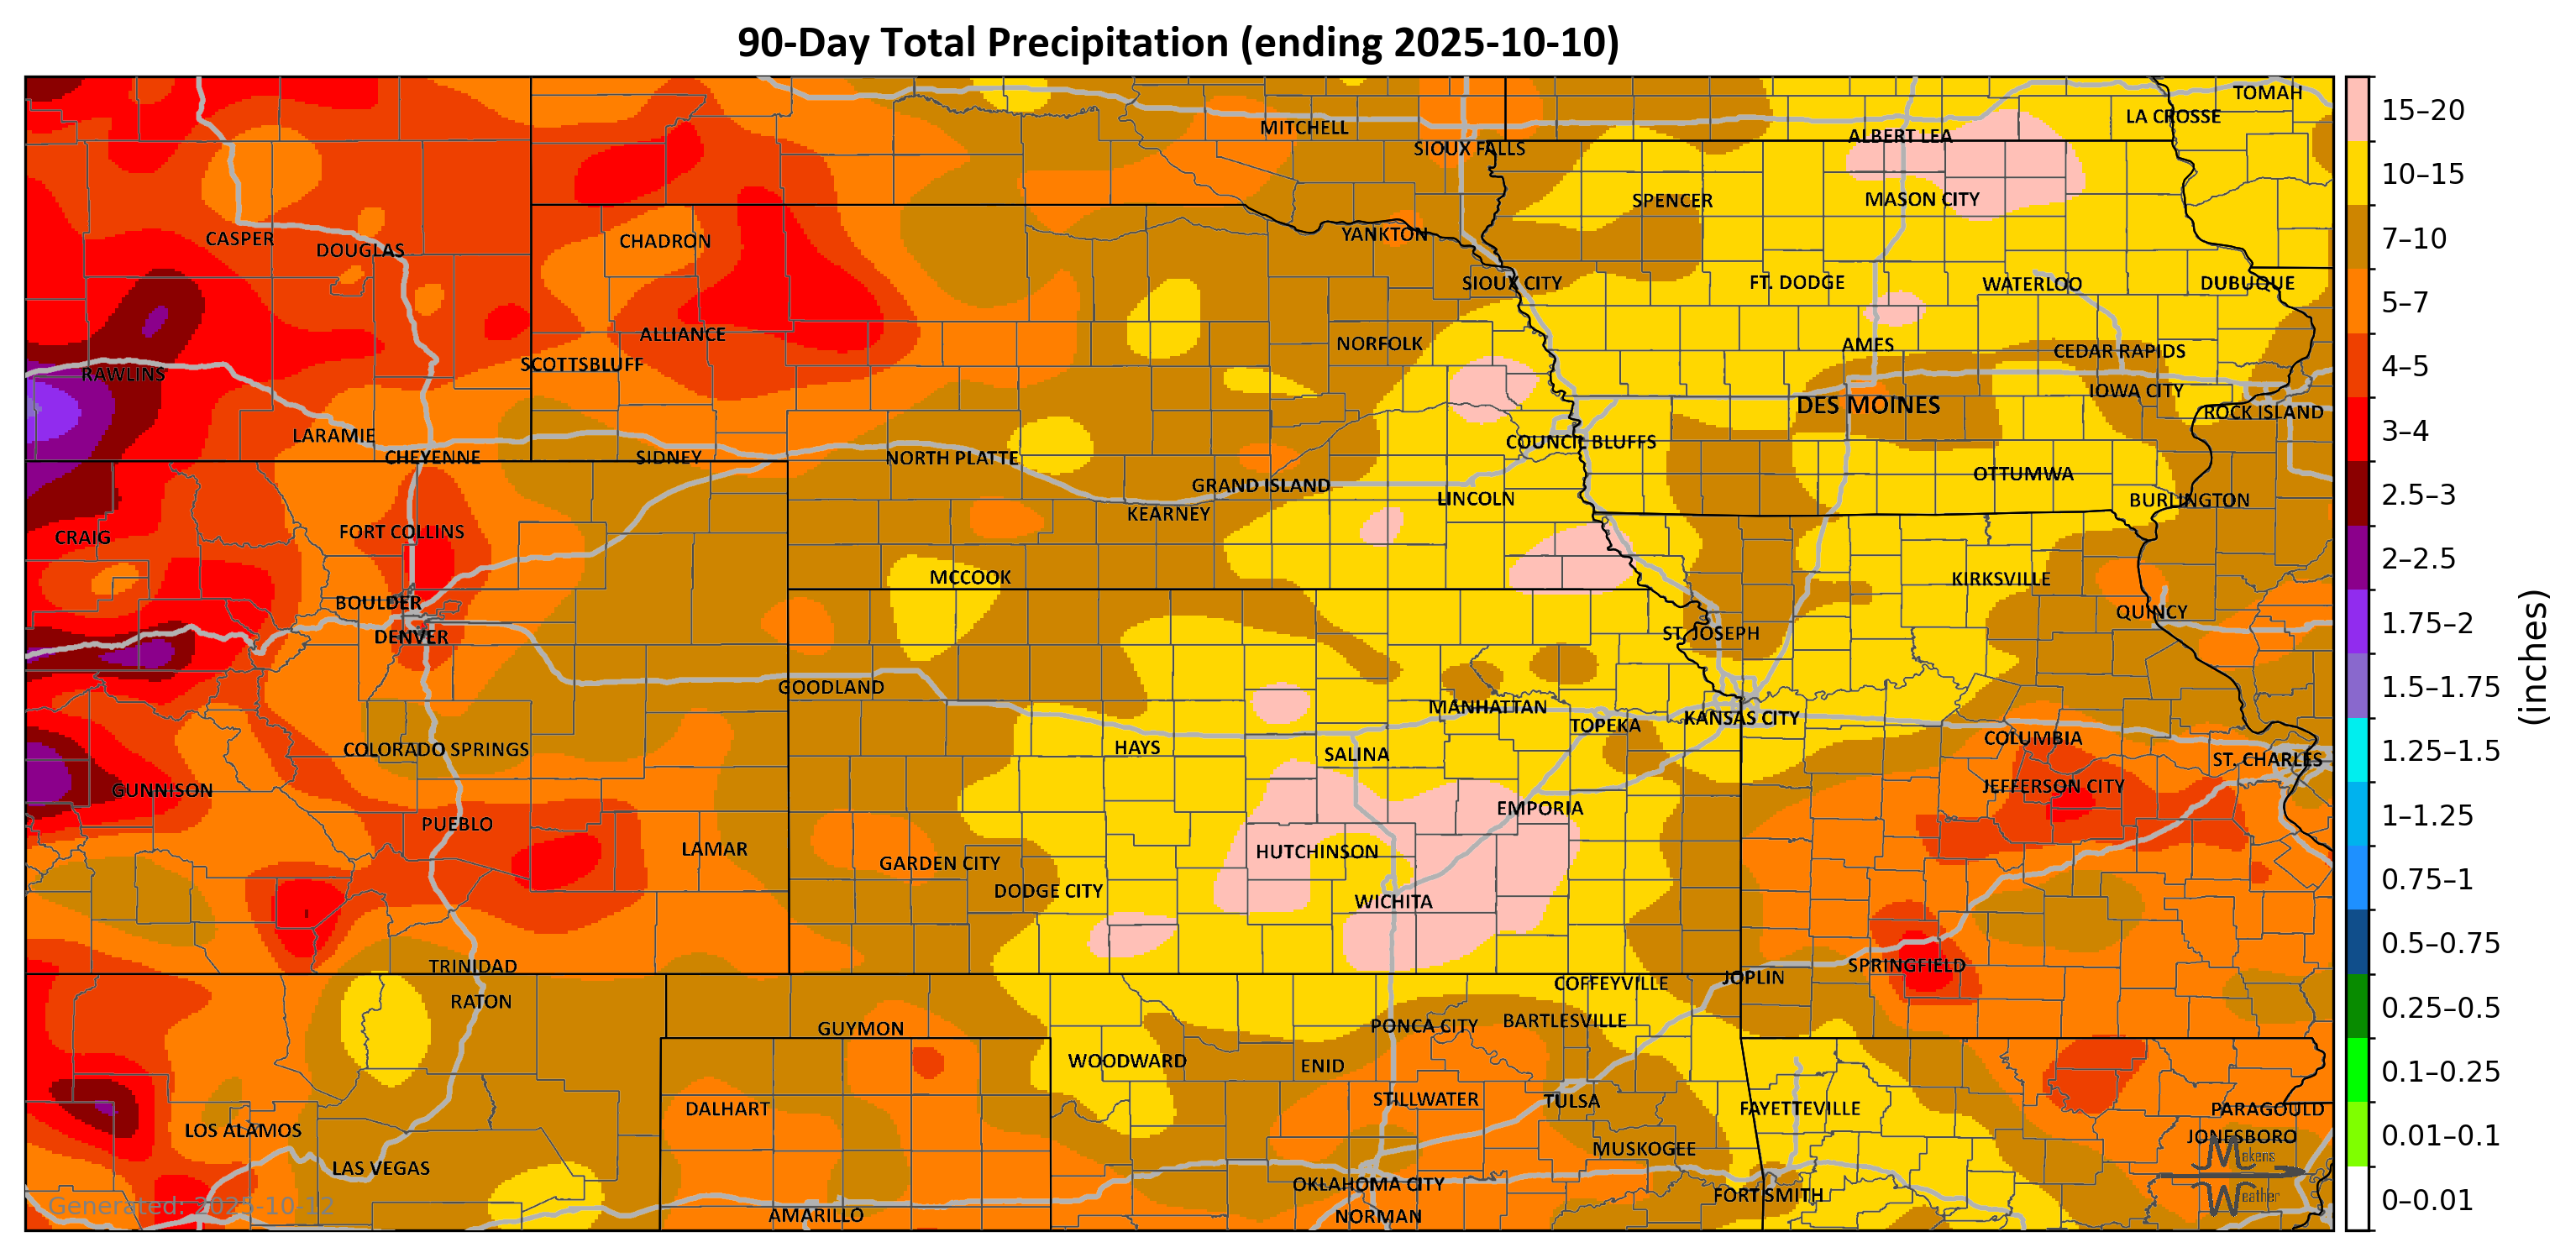 90-Day Total Precipitation (ending 2025-10-10)
TOMAH
LA CROSSE
MITCHELL
ALBERT LEA
SIOUX FALLS
SPENCER
MASON CITY
CASPER
DOUGLAS
CHADRON
YANKTON
SIOUX CITY
FT. DODGE
WATERLOO
DUBUQUE
ALLIANCE
NORFOLK
AMES
CEDAR RAPIDS
SCOTTSBLUFF
RAWLINS
IOWA CITY
DES MOINES
ROCK ISLAND
LARAMIE
COUNCIL BLUFFS
CHEYENNE
SIDNEY
NORTH PLATTE
OTTUMWA
GRAND ISLAND
LINCOLN
BURLINGTON
KEARNEY
CRAIG
FORT COLLINS
MCCOOK
KIRKSVILLE
BOULDER
QUINCY
DENVER
ST. JOSEPH
GOODLAND
MANHATTAN
KANSAS CITY
TOPEKA
COLUMBIA
COLORADO SPRINGS
HAYS
SALINA
ST. CHARLES
GUNNISON
JEFFERSON CITY
EMPORIA
PUEBLO
LAMAR
HUTCHINSON
GARDEN CITY
DODGE CITY
WICHITA
TRINIDAD
SPRINGFIELD
JOPLIN
COFFEYVILLE
RATON
GUYMON
PONCA CITY
BARTLESVILLE
WOODWARD
ENID
STILLWATER
TULSA
DALHART
FAYETTEVILLE
PARAGOULD
LOS ALAMOS
JONESBORO
MUSKOGEE
LAS VEGAS
OKLAHOMA CITY
FORT SMITH
AMARILLO
NORMAN
Generated: 2025-10-12
Makens
Weather
15–20
10–15
7–10
5–7
4–5
3–4
2.5–3
2–2.5
1.75–2
1.5–1.75
1.25–1.5
1–1.25
0.75–1
0.5–0.75
0.25–0.5
0.1–0.25
0.01–0.1
0–0.01
(inches)